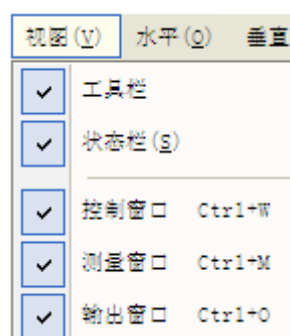 视图(V) 水平(O) 垂直
工具栏
状态栏(S)
控制窗口 Ctrl+W
测量窗口 Ctrl+M
输出窗口 Ctrl+O